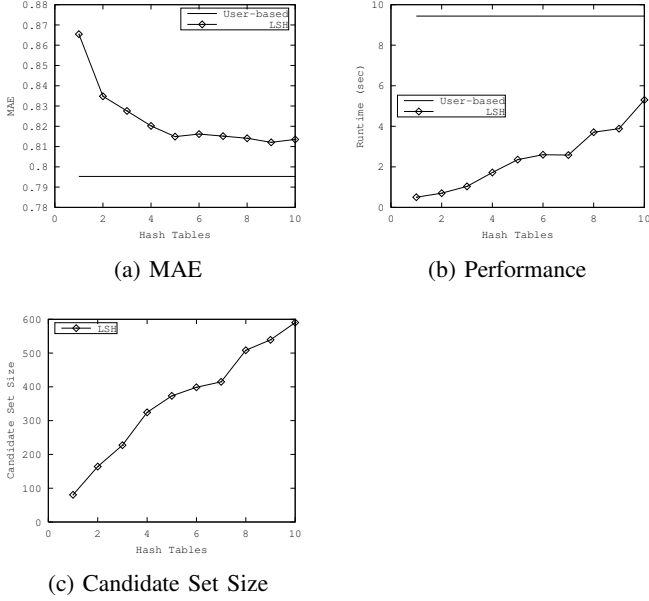 0.88
0.87
0.86
0.85
0.84
0.83
0.82
0.81
0.8
0.79
0.78
MAE
User-based
LSH
0 2 4 6 8 10
Hash Tables
(a) MAE
10
8
6
4
2
0
Runtime (sec)
User-based
LSH
0 2 4 6 8 10
Hash Tables
(b) Performance
600
500
400
300
200
100
0
Candidate Set Size
LSH
0 2 4 6 8 10
Hash Tables
(c) Candidate Set Size